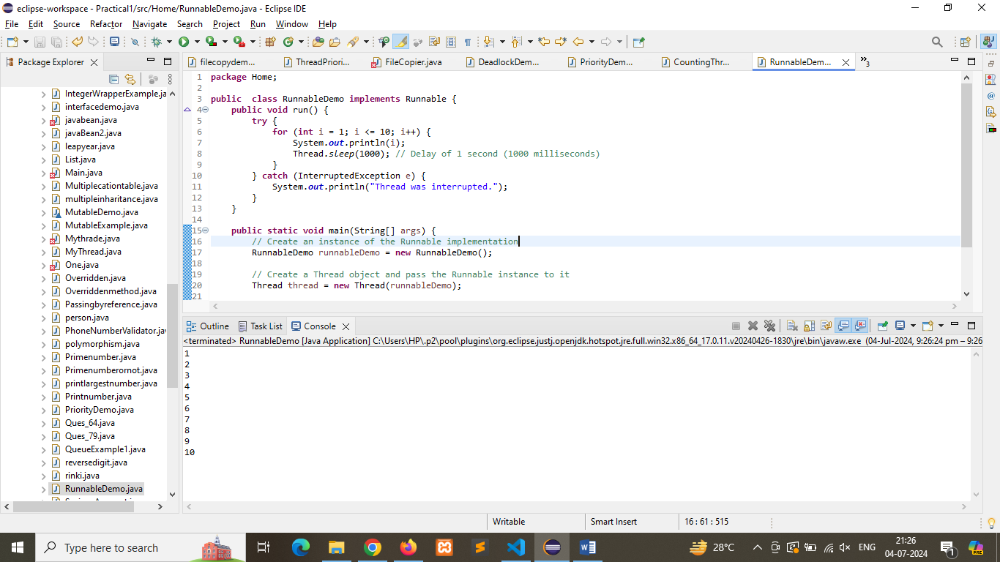 eclipse-workspace - Practical1/src/Home/RunnableDemo.java - Eclipse IDE
File Edit Source Refactor Navigate Search Project Run Window Help
Package Explorer
filecopydem... ThreadPriori... FileCopier.java DeadlockDem... PriorityDem... CountingThr... RunnableDem... »3
IntegerWrapperExample.ja
interfacedemo.java
javabean.java
javaBean2.java
leapyear.java
List.java
Main.java
Multiplecationtable.java
multipleinharitance.java
MutableDemo.java
MutableExample.java
Mythrade.java
MyThread.java
One.java
Overridden.java
Overriddenmethod.java
Passingbyreference.java
person.java
PhoneNumberValidator.jav
polymorphism.java
Primenumber.java
Primenumberornot.java
printlargestnumber.java
Printnumber.java
PriorityDemo.java
Ques_64.java
Ques_79.java
QueueExample1.java
reversedigit.java
rinki.java
RunnableDemo.java
1 package Home;
2
3 public  class RunnableDemo implements Runnable {
4     public void run() {
5         try {
6             for (int i = 1; i <= 10; i++) {
7                 System.out.println(i);
8                 Thread.sleep(1000); // Delay of 1 second (1000 milliseconds)
9             }
10         } catch (InterruptedException e) {
11             System.out.println("Thread was interrupted.");
12         }
13     }
14
15     public static void main(String[] args) {
16         // Create an instance of the Runnable implementation
17         RunnableDemo runnableDemo = new RunnableDemo();
18
19         // Create a Thread object and pass the Runnable instance to it
20         Thread thread = new Thread(runnableDemo);
21
Outline Task List Console
<terminated> RunnableDemo [Java Application] C:\Users\HP\.p2\pool\plugins\org.eclipse.justj.openjdk.hotspot.jre.full.win32.x86_64_17.0.11.v20240426-1830\jre\bin\javaw.exe (04-Jul-2024, 9:26:24 pm – 9:26
1
2
3
4
5
6
7
8
9
10
Writable Smart Insert 16 : 61 : 515
Type here to search
28°C ENG 21:26
04-07-2024
1
PRE